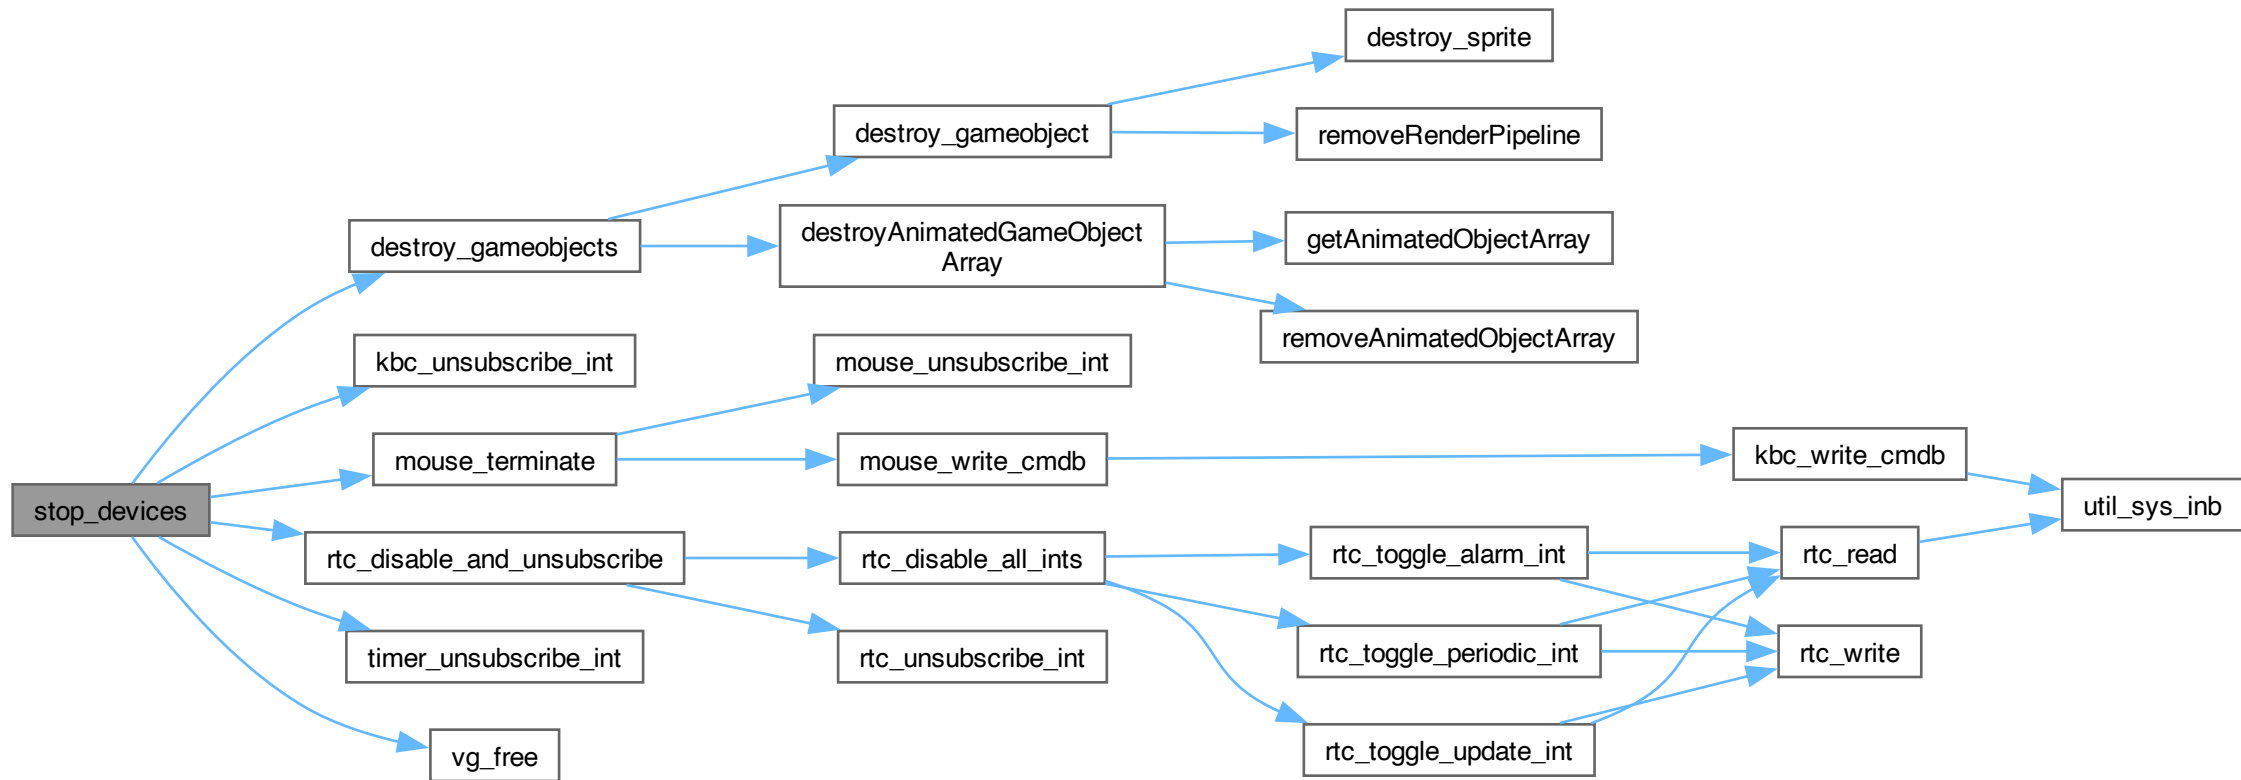 stop_devices
destroy_gameobjects
kbc_unsubscribe_int
mouse_terminate
rtc_disable_and_unsubscribe
timer_unsubscribe_int
vg_free
destroy_gameobject
destroyAnimatedGameObject
Array
mouse_unsubscribe_int
mouse_write_cmdb
rtc_disable_all_ints
rtc_unsubscribe_int
destroy_sprite
removeRenderPipeline
getAnimatedObjectArray
removeAnimatedObjectArray
rtc_toggle_alarm_int
rtc_toggle_periodic_int
rtc_toggle_update_int
kbc_write_cmdb
rtc_read
rtc_write
util_sys_inb